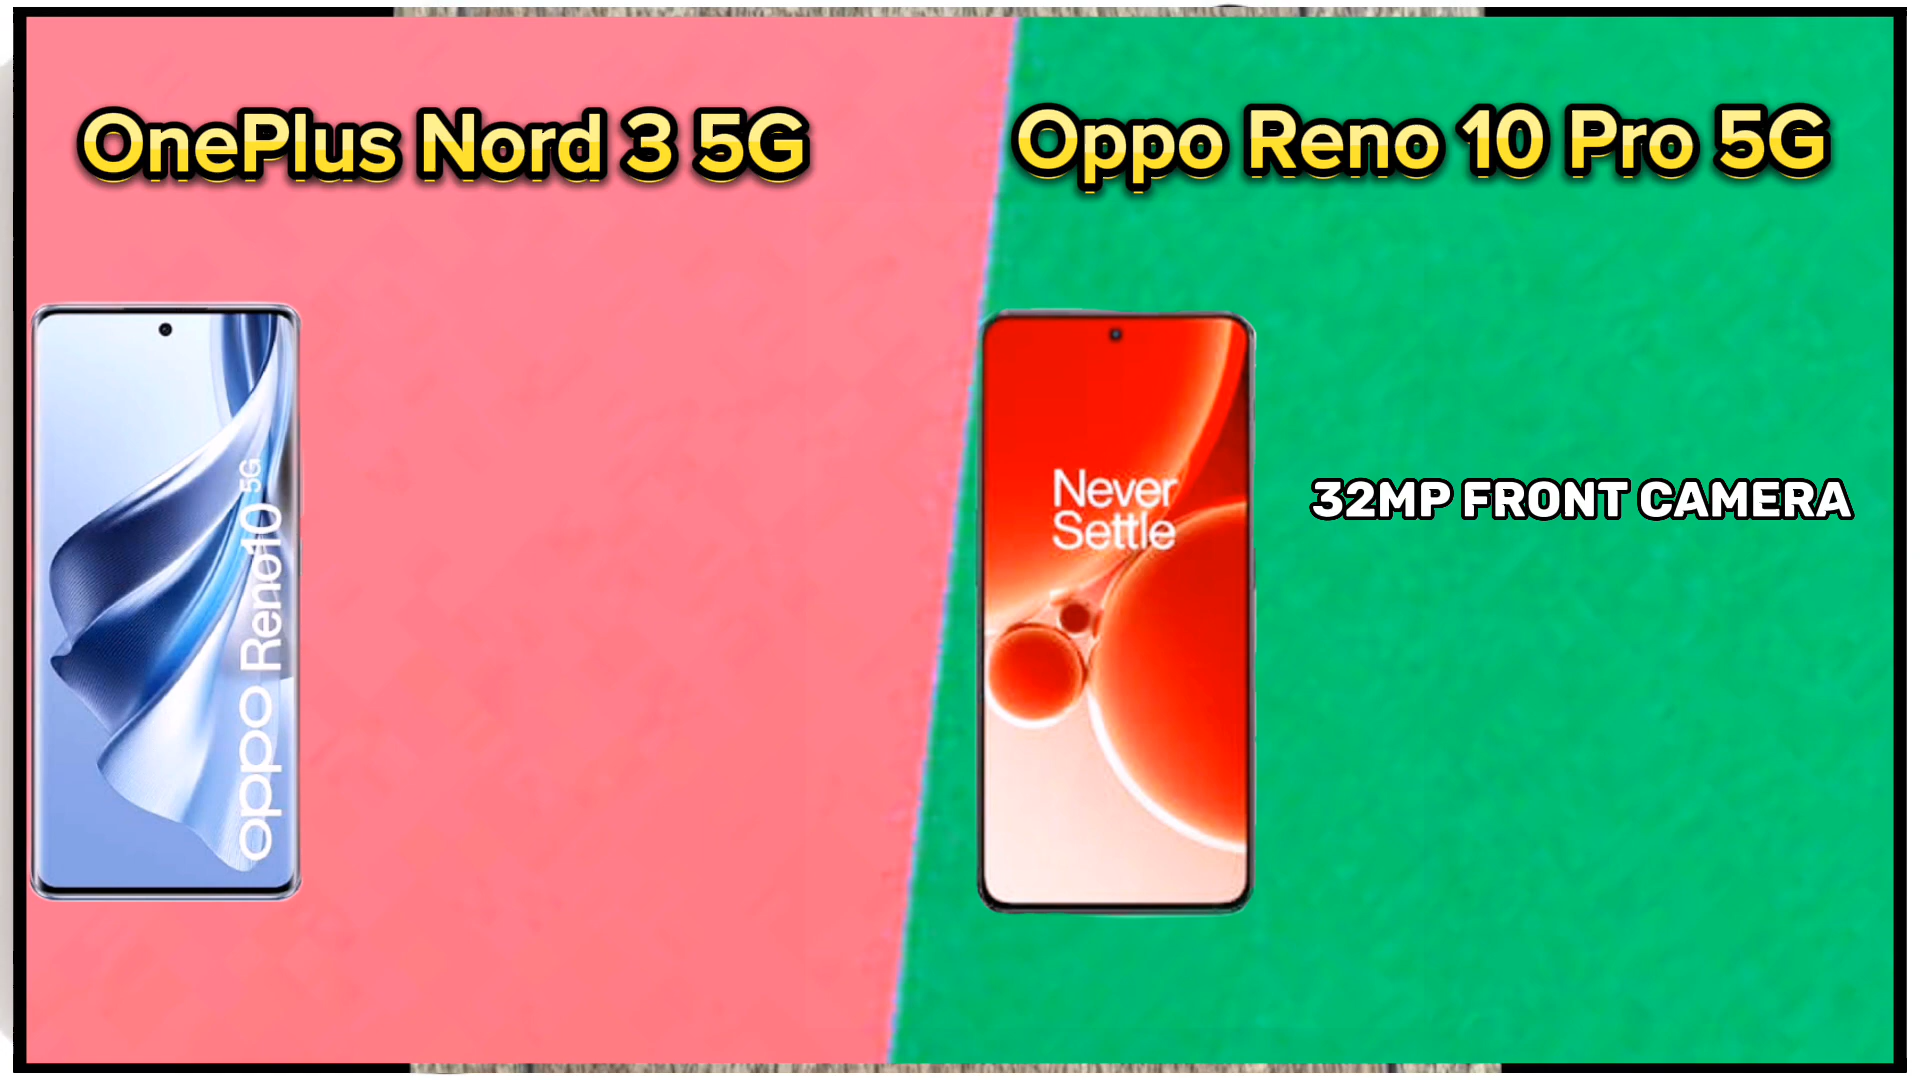 OnePlus Nord 3 5G
Oppo Reno 10 Pro 5G
oppo Reno10 5G
Never
Settle
32MP FRONT CAMERA